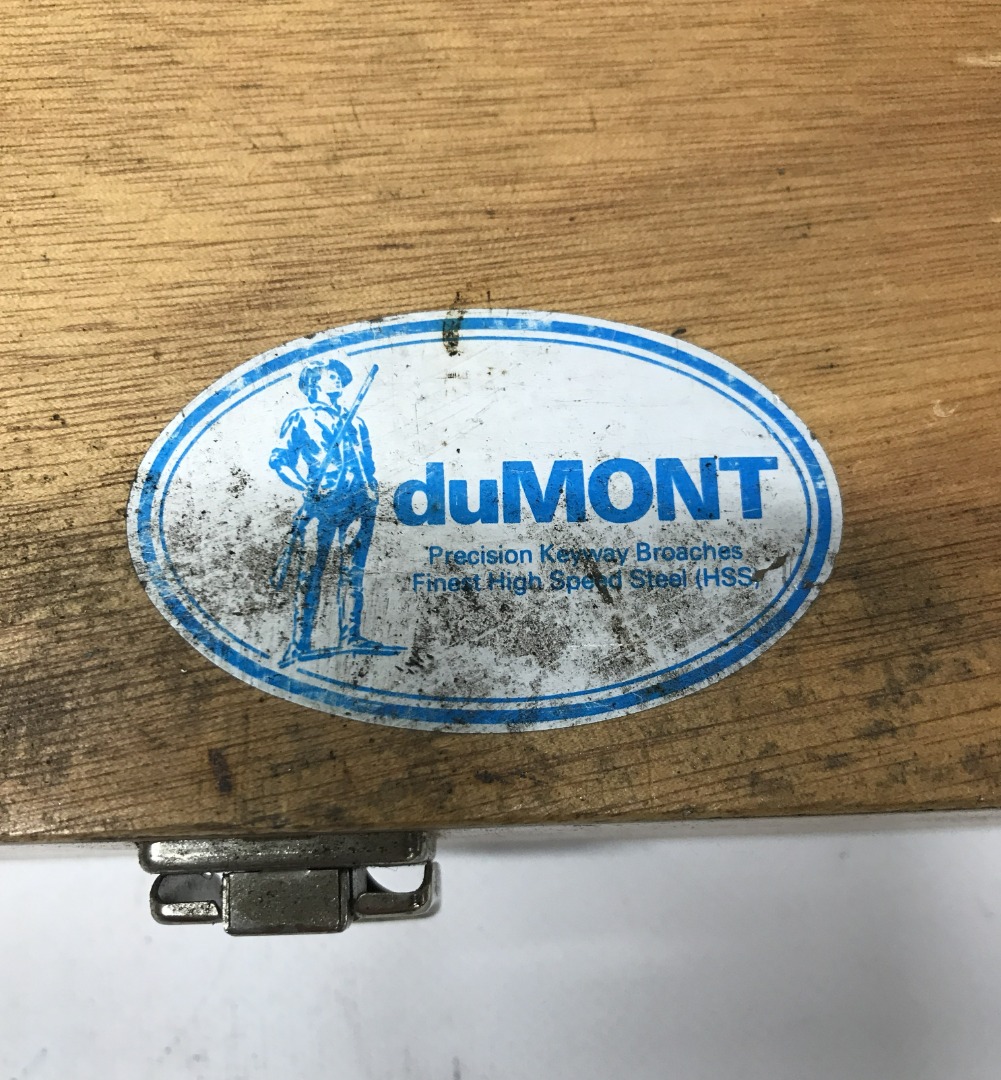 duMONT
Precision Keyway Broaches
Finest High Speed Steel (HSS)